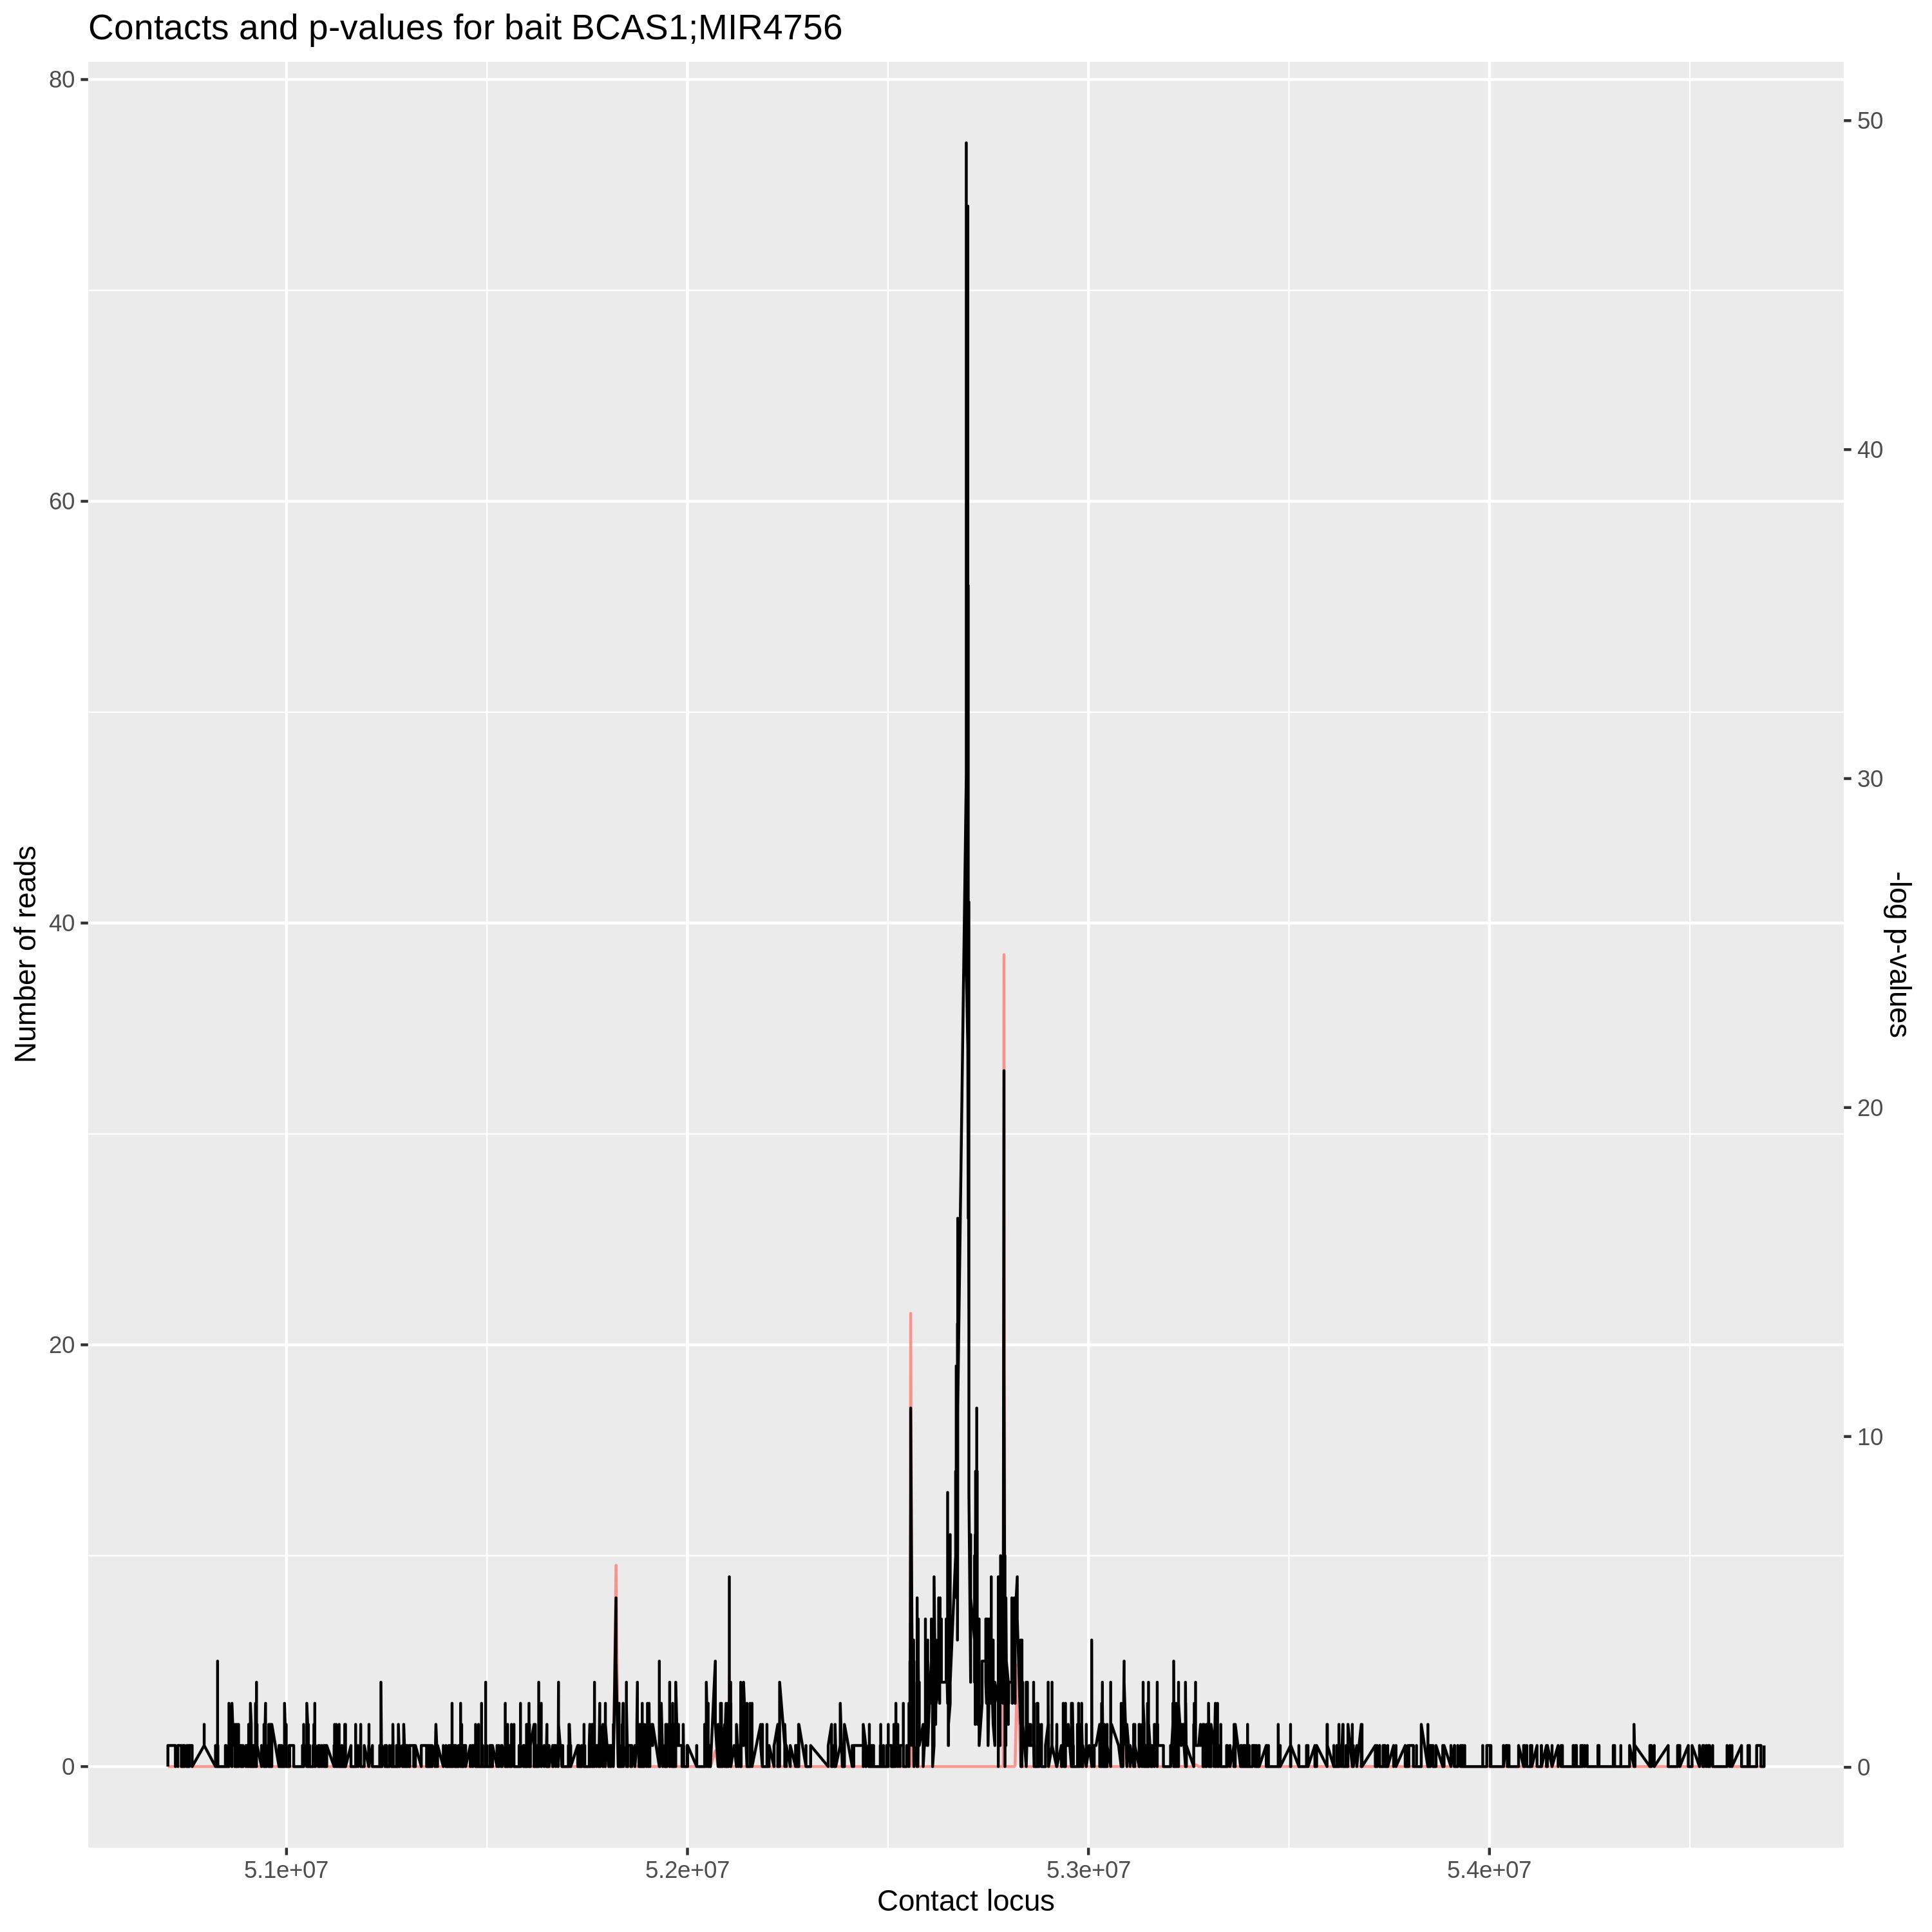 Contacts and p-values for bait BCAS1;MIR4756
80
60
40
20
0
Number of reads
50
40
30
20
10
0
-log p-values
5.1e+07
5.2e+07
5.3e+07
5.4e+07
Contact locus